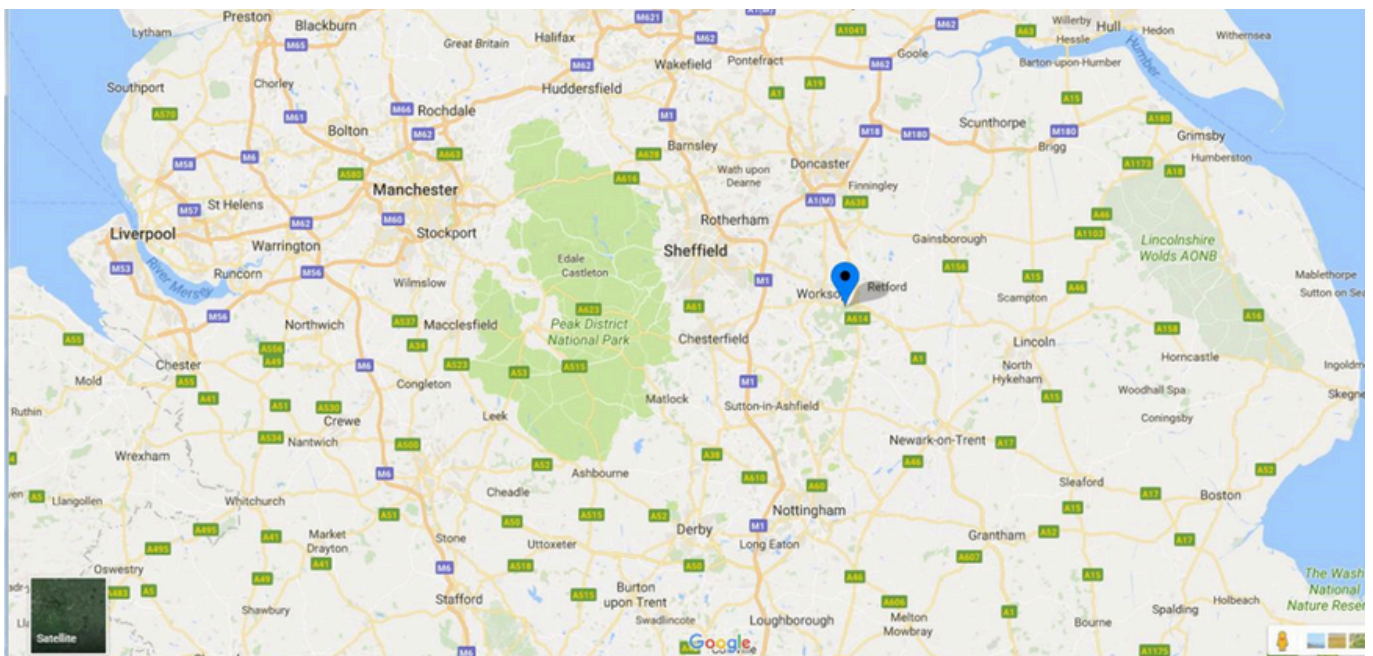 Preston
Blackburn
Lytham
M65
Great Britain
Halifax
M621
M62
A1041
M62
A63
Willerby
Hessle
Hull
Hedon
Withernsea
Humber
Goole
Barton-upon-Humber
Wakefield
Pontefract
M62
M62
A1
A19
Huddersfield
Southport
Chorley
A570
M61
M66
Rochdale
M62
Bolton
A663
M1
Barnsley
A628
M18
M180
Scunthorpe
M180
A15
A180
Brigg
Grimsby
Humberston
A1173
A18
M58
M6
A580
Manchester
A616
Wath upon
Dearne
Doncaster
Finningley
A1(M)
A638
M57
St Helens
M62
M60
Stockport
Rotherham
Liverpool
Warrington
Sheffield
Gainsborough
A46
A1103
Lincolnshire
Wolds AONB
M53
River Mersey
Runcorn
M56
Wilmslow
Edale
Castleton
M1
Retford
A156
A15
A46
Scampton
Mablethorpe
M56
Northwich
A537
Macclesfield
A623
Peak District
National Park
A61
Chesterfield
A614
A158
A16
Lincoln
Horncastle
A55
Chester
A556
A49
A34
M6
A523
A53
A515
A1
North
Hykeham
Mold
A55
A41
Congleton
M1
Woodhall Spa
Ruthin
A51
A530
Crewe
Leek
Matlock
Sutton-in-Ashfield
A15
Coningsby
A534
Nantwich
A500
Newark-on-Trent
A17
Wrexham
M6
A52
Ashbourne
A38
A610
A60
A46
A52
A5
Llangollen
Whitchurch
Cheadle
Sleaford
A17
Boston
A495
A41
Market
Drayton
A51
A50
A515
A52
Nottingham
A15
Derby
M1
Long Eaton
Grantham
A52
A17
A495
Stone
Uttoxeter
A607
Oswestry
A49
A41
M6
A518
A50
A46
A15
The Wash
National
A483
A5
Shawbury
Stafford
A515
Burton
upon Trent
Swadlincote
Loughborough
A606
Melton
Mowbray
A1
Bourne
Spalding
Holbeach
Satellite
M6
Google
A1175